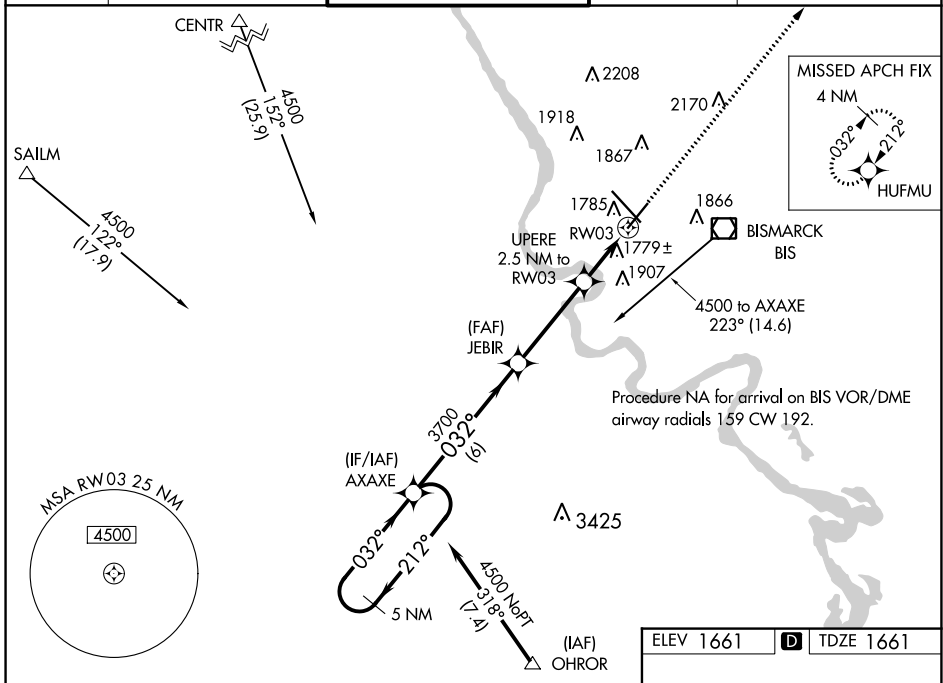 CENTR
4500
152°
(25.9)
SAILM
4500
122°
(17.9)
2208
2170
1918
1867
1785
RW03
1866
1779±
1907
UPERE
2.5 NM to
RW03
BISMARCK
BIS
4500 to AXAXE
223° (14.6)
MISSED APCH FIX
4 NM
032°
212°
HUFMU
(FAF)
JEBIR
Procedure NA for arrival on BIS VOR/DME
airway radials 159 CW 192.
3700
032°
(6)
(IF/IAF)
AXAXE
MSA RW03 25 NM
4500
032°
212°
5 NM
3425
4500 NoPT
318°
(7.4)
(IAF)
OHROR
ELEV 1661
D
TDZE 1661